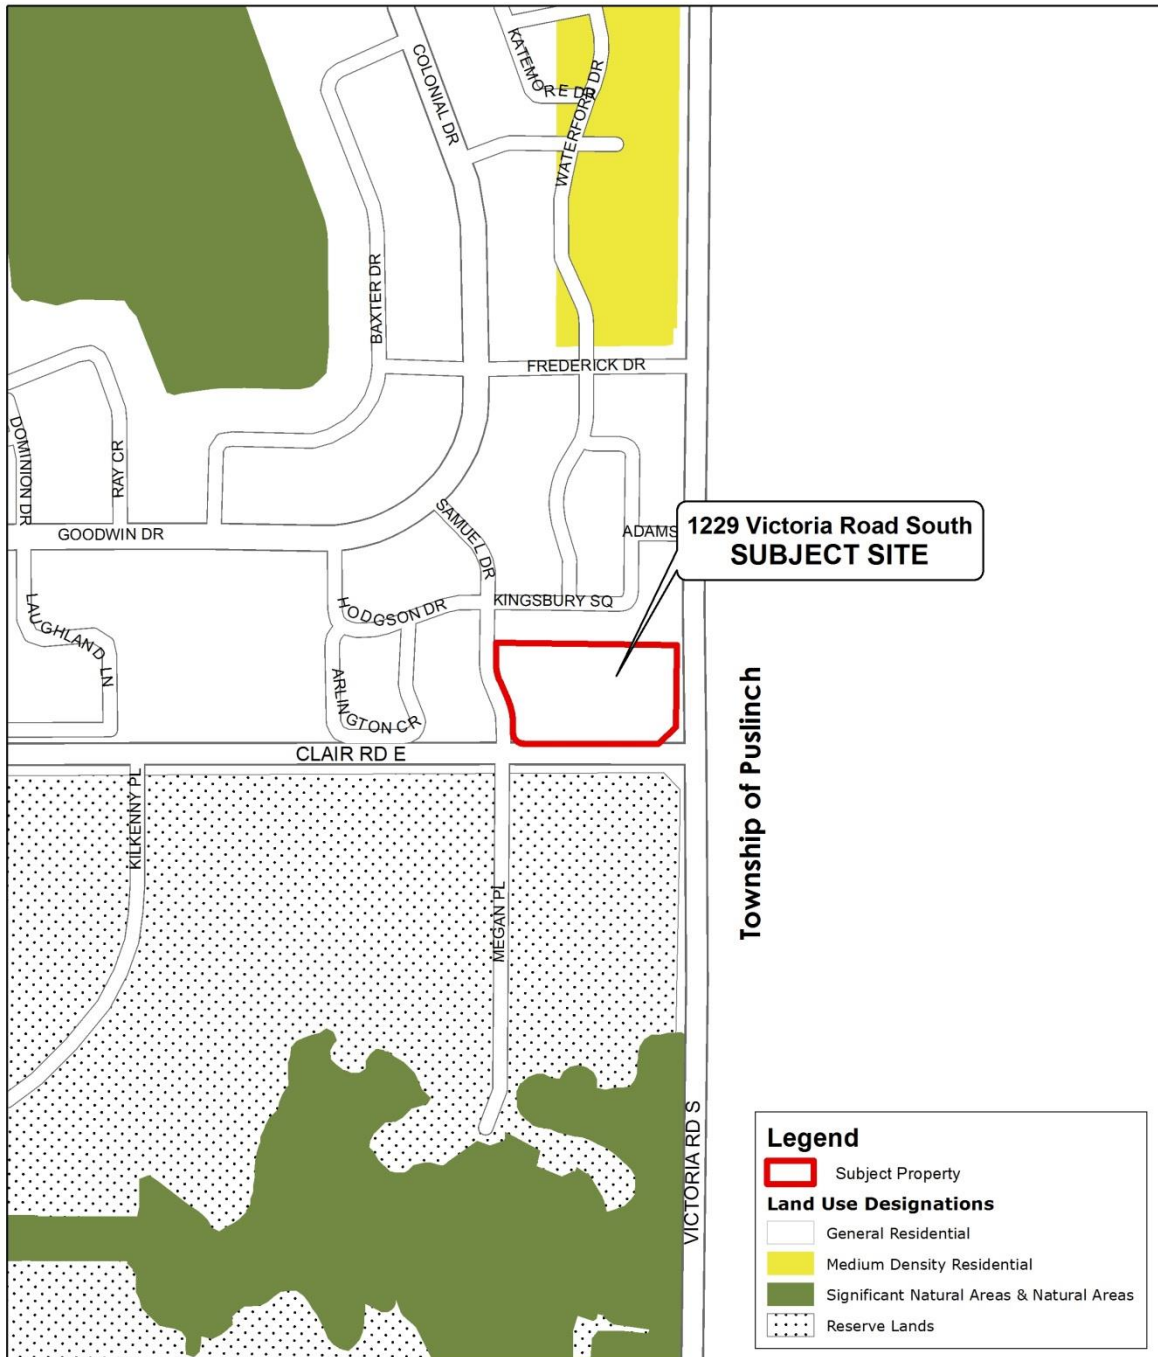 KATEMO
RE DR
COLONIAL DR
WATERFORD DR
BAXTER DR
FREDERICK DR
DOMINION DR
RAY CR
GOODWIN DR
SAMUEL DR
ADAMS
1229 Victoria Road South
SUBJECT SITE
LAUGHLAND LN
HODGSON DR
KINGSBURY SQ
ARLINGTON CR
CLAIR RD E
Township of Puslinch
KILKENNY PL
MEGAN PL
VICTORIA RD S
Legend
Subject Property
Land Use Designations
General Residential
Medium Density Residential
Significant Natural Areas & Natural Areas
Reserve Lands